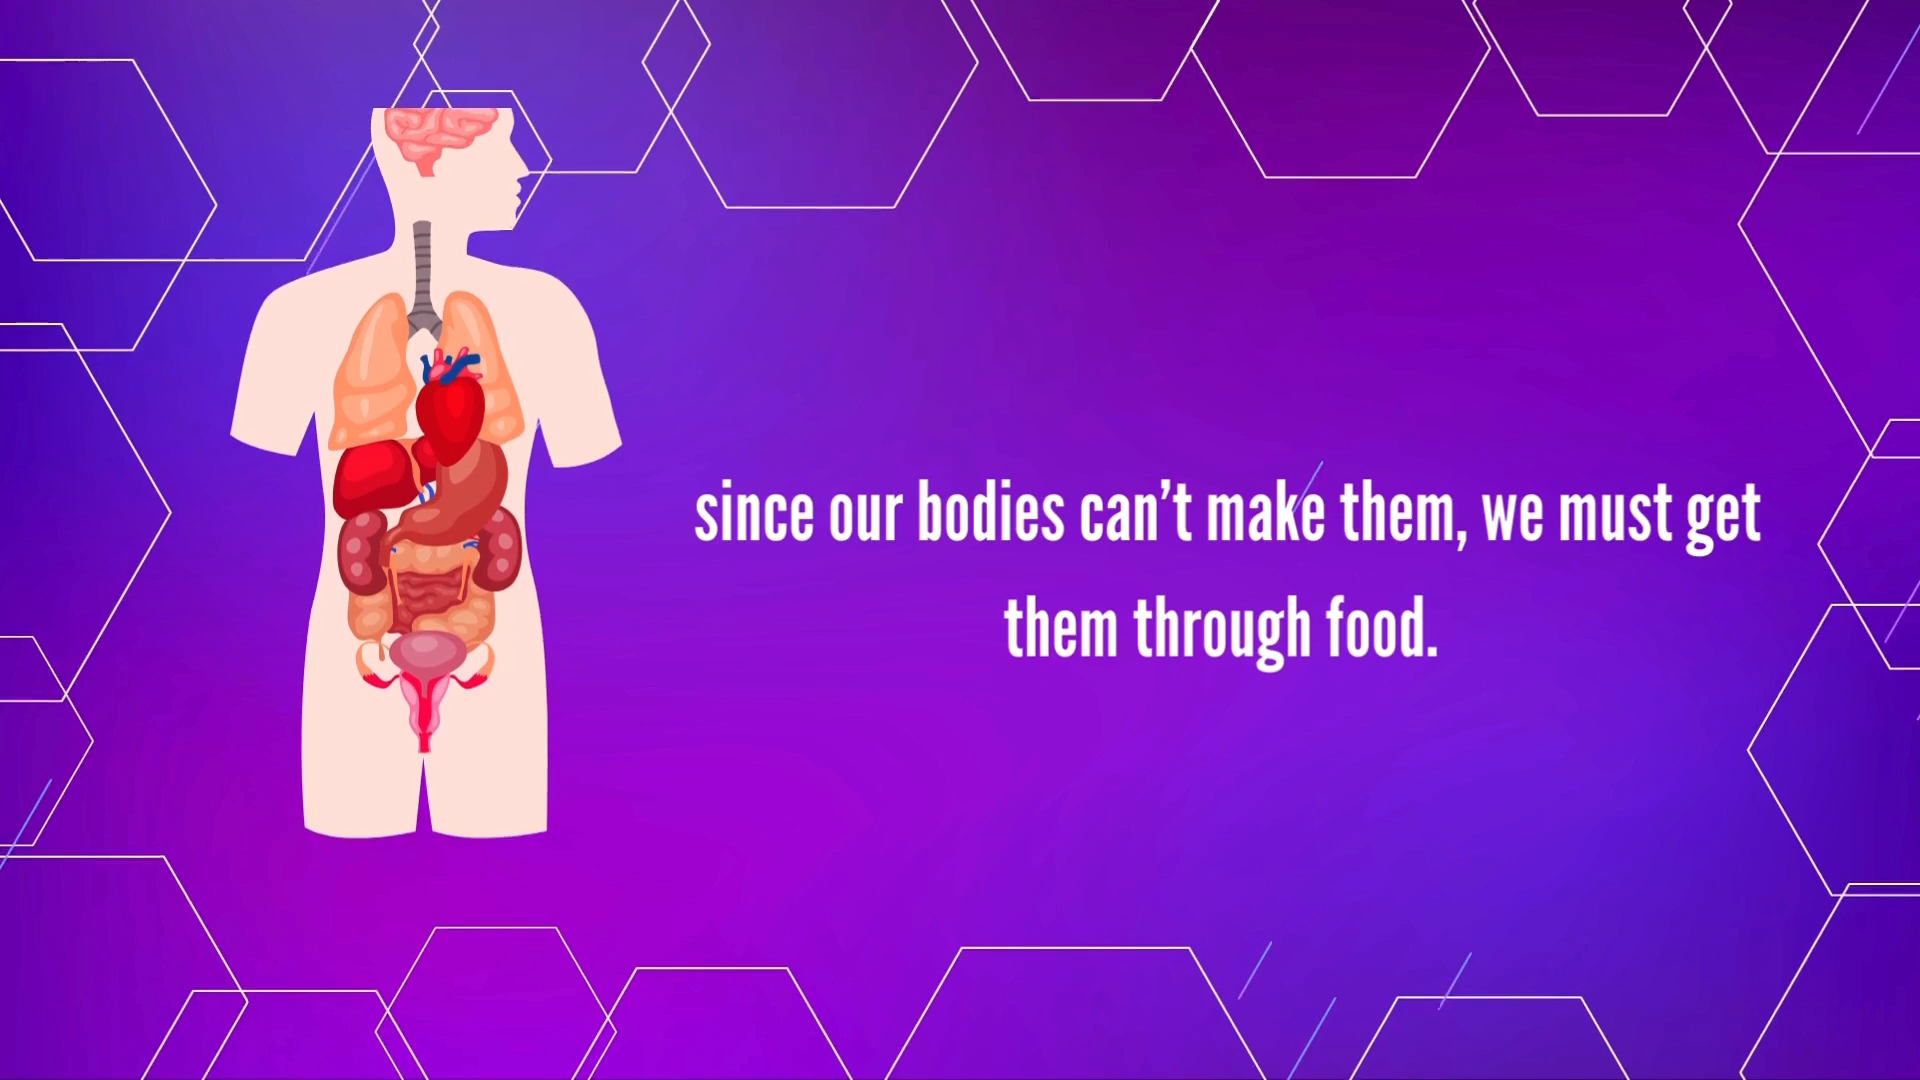 since our bodies can’t make them, we must get
them through food.